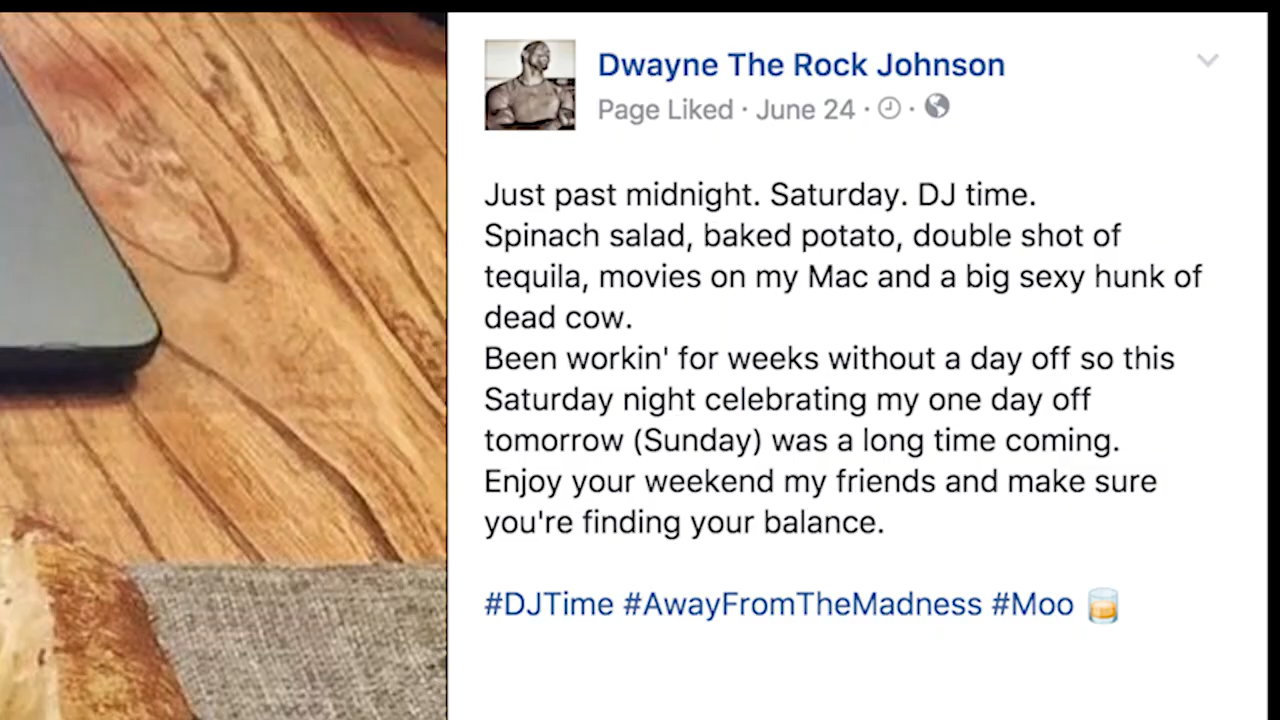 Dwayne The Rock Johnson
Page Liked · June 24 ·
Just past midnight. Saturday. DJ time.
Spinach salad, baked potato, double shot of
tequila, movies on my Mac and a big sexy hunk of
dead cow.
Been workin' for weeks without a day off so this
Saturday night celebrating my one day off
tomorrow (Sunday) was a long time coming.
Enjoy your weekend my friends and make sure
you're finding your balance.
#DJTime #AwayFromTheMadness #Moo 🥃